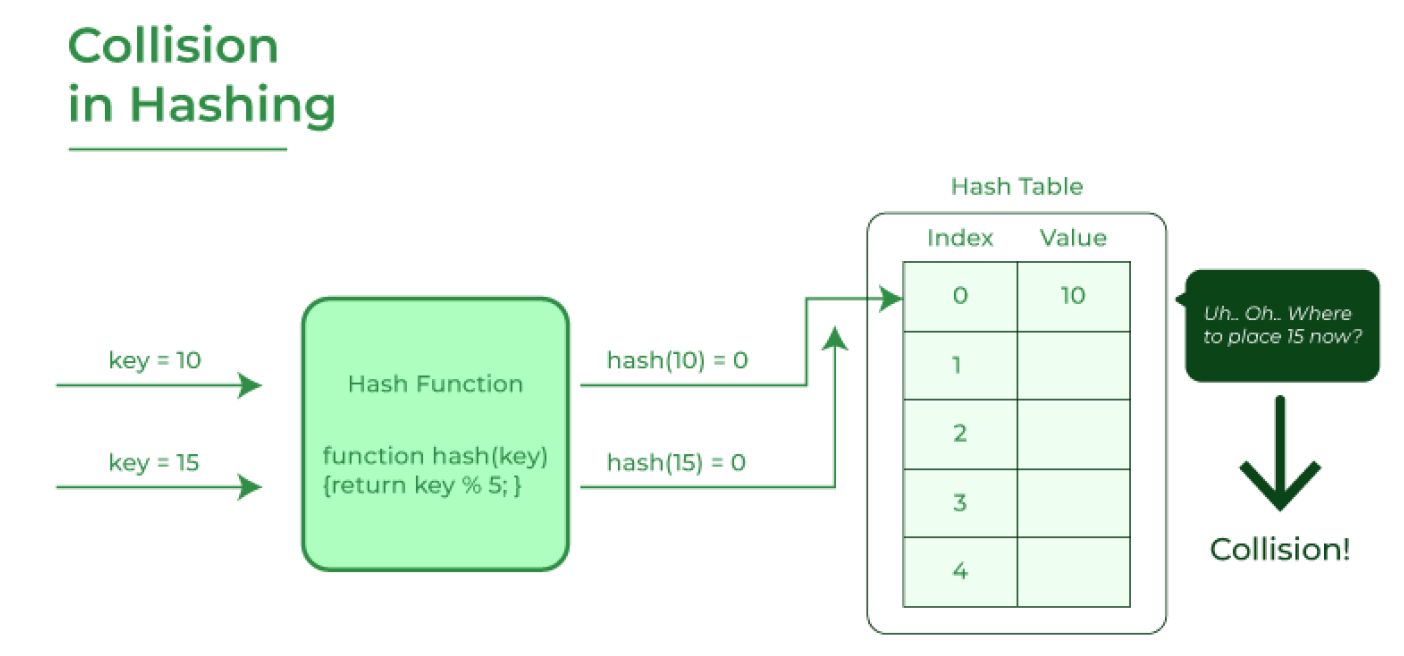 Collision
in Hashing
Hash Table
Index Value
key = 10
key = 15
Hash Function
function hash(key)
{return key % 5; }
hash(10) = 0
hash(15) = 0
0 10
1
2
3
4
Uh.. Oh.. Where
to place 15 now?
Collision!